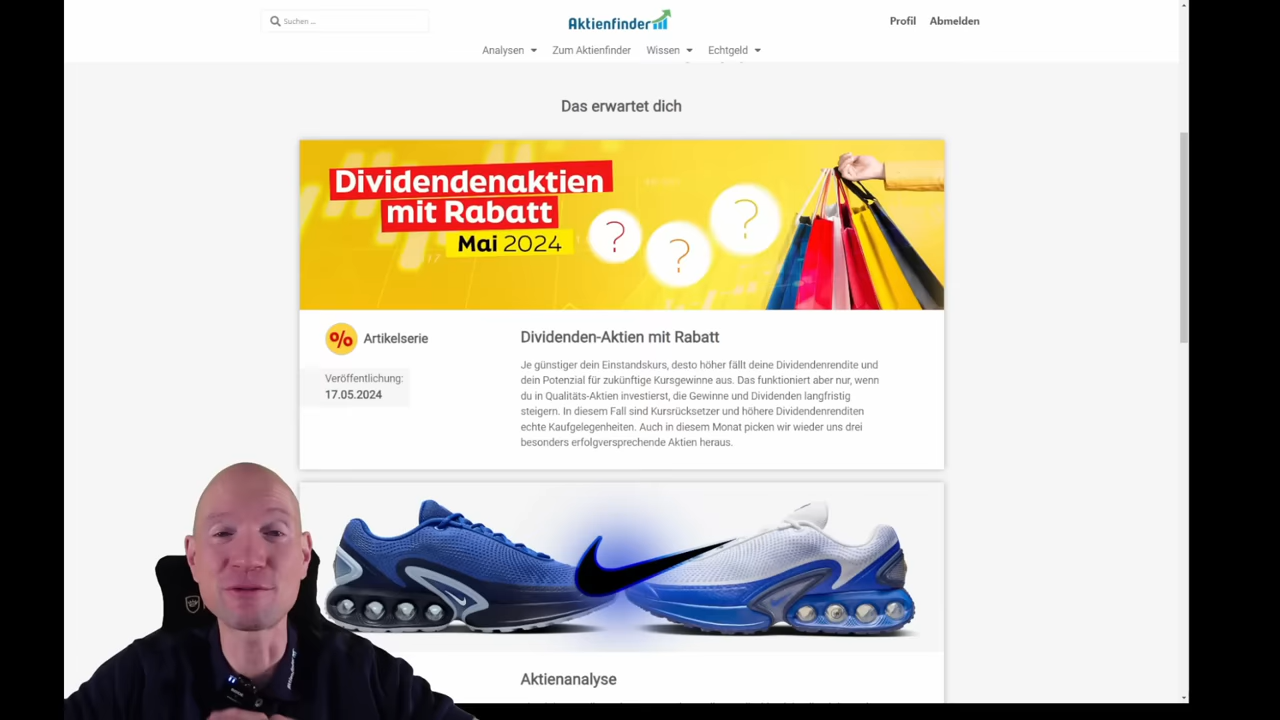 Suchen ...
Aktienfinder
Profil
Abmelden
Analysen
Zum Aktienfinder
Wissen
Echtgeld
Das erwartet dich
Dividendenaktien
mit Rabatt
Mai 2024
?
?
?
17
%
Artikelserie
Veröffentlichung:
17.05.2024
Dividenden-Aktien mit Rabatt
Je günstiger dein Einstandskurs, desto höher fällt deine Dividendenrendite und
dein Potenzial für zukünftige Kursgewinne aus. Das funktioniert aber nur, wenn
du in Qualitäts-Aktien investierst, die Gewinne und Dividenden langfristig
steigern. In diesem Fall sind Kursrücksetzer und höhere Dividendenrenditen
echte Kaufgelegenheiten. Auch in diesem Monat picken wir wieder uns drei
besonders erfolgversprechende Aktien heraus.
Aktienanalyse